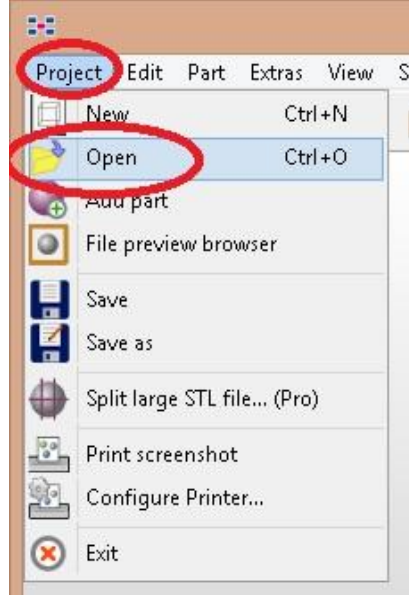 Project Edit Part Extras View S
New Ctrl+N
Open Ctrl+O
Add part
File preview browser
Save
Save as
Split large STL file... (Pro)
Print screenshot
Configure Printer...
Exit